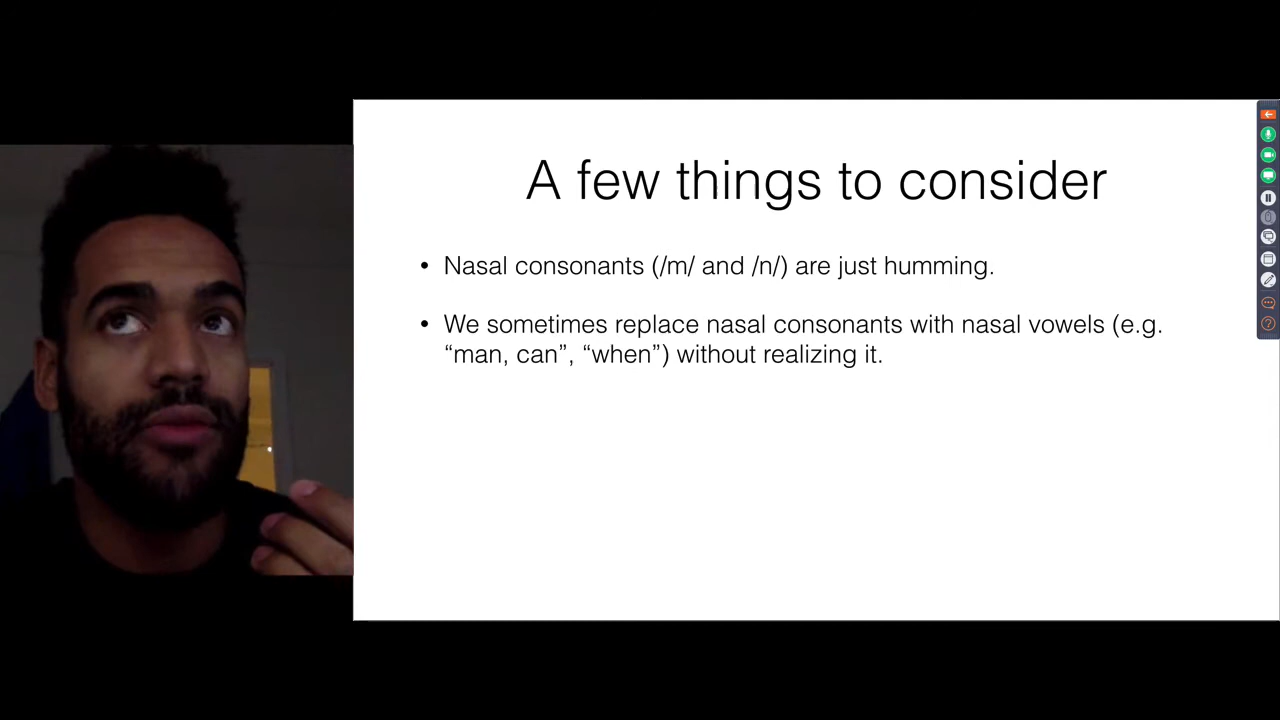 A few things to consider
• Nasal consonants (/m/ and /n/) are just humming.
• We sometimes replace nasal consonants with nasal vowels (e.g.
“man, can”, “when”) without realizing it.